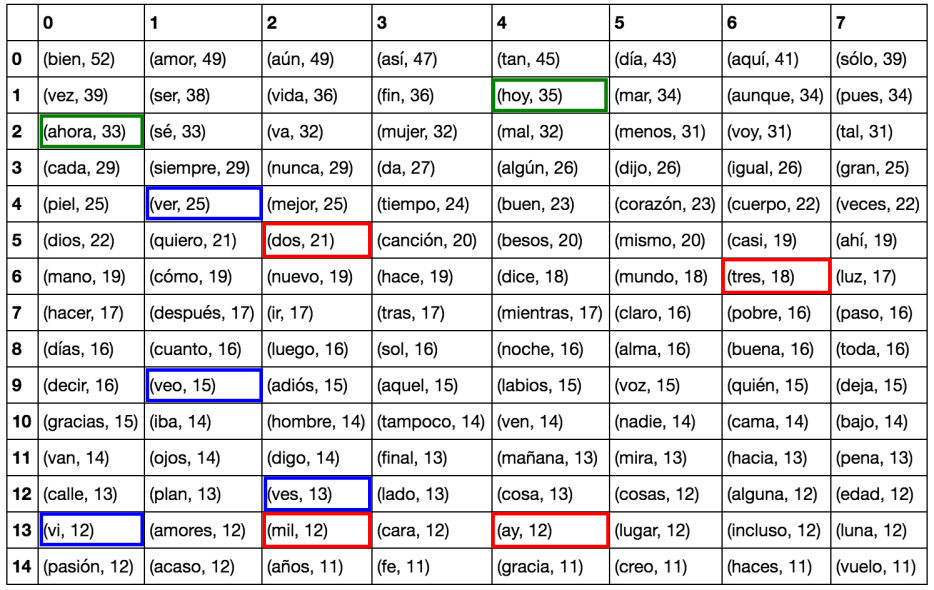 0 1 2 3 4 5 6 7
0 (bien, 52) (amor, 49) (aún, 49) (así, 47) (tan, 45) (día, 43) (aquí, 41) (sólo, 39)
1 (vez, 39) (ser, 38) (vida, 36) (fin, 36) (hoy, 35) (mar, 34) (aunque, 34) (pues, 34)
2 (ahora, 33) (sé, 33) (va, 32) (mujer, 32) (mal, 32) (menos, 31) (voy, 31) (tal, 31)
3 (cada, 29) (siempre, 29) (nunca, 29) (da, 27) (algún, 26) (dijo, 26) (igual, 26) (gran, 25)
4 (piel, 25) (ver, 25) (mejor, 25) (tiempo, 24) (buen, 23) (corazón, 23) (cuerpo, 22) (veces, 22)
5 (dios, 22) (quiero, 21) (dos, 21) (canción, 20) (besos, 20) (mismo, 20) (casi, 19) (ahí, 19)
6 (mano, 19) (cómo, 19) (nuevo, 19) (hace, 19) (dice, 18) (mundo, 18) (tres, 18) (luz, 17)
7 (hacer, 17) (después, 17) (ir, 17) (tras, 17) (mientras, 17) (claro, 16) (pobre, 16) (paso, 16)
8 (días, 16) (cuanto, 16) (luego, 16) (sol, 16) (noche, 16) (alma, 16) (buena, 16) (toda, 16)
9 (decir, 16) (veo, 15) (adiós, 15) (aquel, 15) (labios, 15) (voz, 15) (quién, 15) (deja, 15)
10 (gracias, 15) (iba, 14) (hombre, 14) (tampoco, 14) (ven, 14) (nadie, 14) (cama, 14) (bajo, 14)
11 (van, 14) (ojos, 14) (digo, 14) (final, 13) (mañana, 13) (mira, 13) (hacia, 13) (pena, 13)
12 (calle, 13) (plan, 13) (ves, 13) (lado, 13) (cosa, 13) (cosas, 12) (alguna, 12) (edad, 12)
13 (vi, 12) (amores, 12) (mil, 12) (cara, 12) (ay, 12) (lugar, 12) (incluso, 12) (luna, 12)
14 (pasión, 12) (acaso, 12) (años, 11) (fe, 11) (gracia, 11) (creo, 11) (haces, 11) (vuelo, 11)